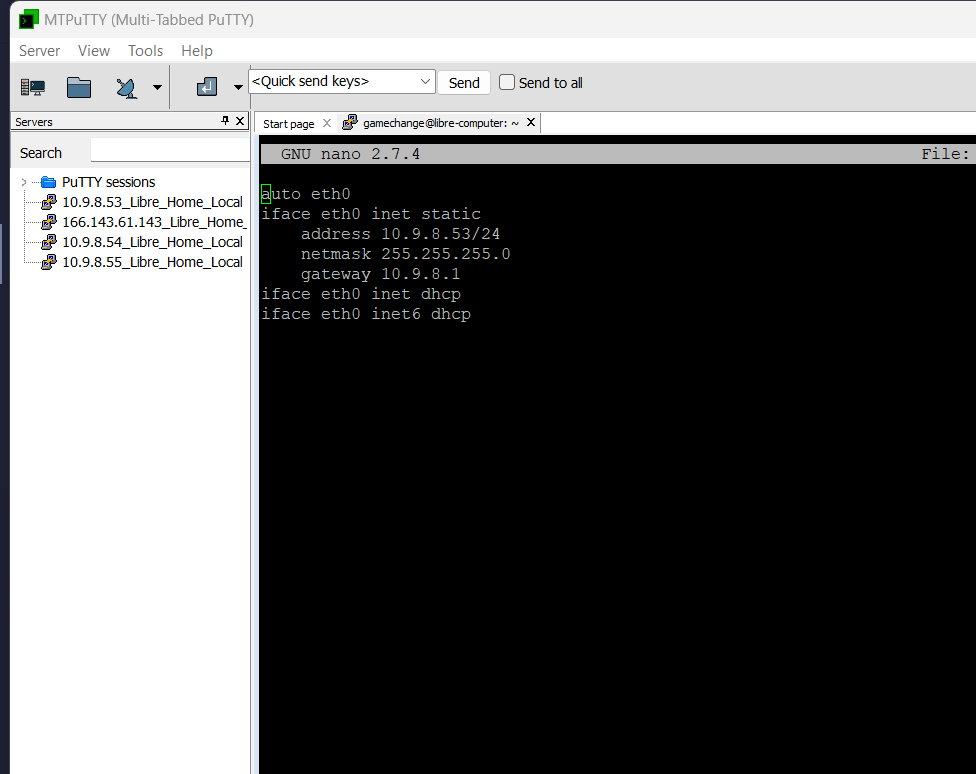 MTPuTTY (Multi-Tabbed PuTTY)
Server View Tools Help
<Quick send keys> Send Send to all
Servers
Start page gamechange@libre-computer: ~
Search
PuTTY sessions
10.9.8.53_Libre_Home_Local
166.143.61.143_Libre_Home_
10.9.8.54_Libre_Home_Local
10.9.8.55_Libre_Home_Local
GNU nano 2.7.4 File:
auto eth0
iface eth0 inet static
address 10.9.8.53/24
netmask 255.255.255.0
gateway 10.9.8.1
iface eth0 inet dhcp
iface eth0 inet6 dhcp